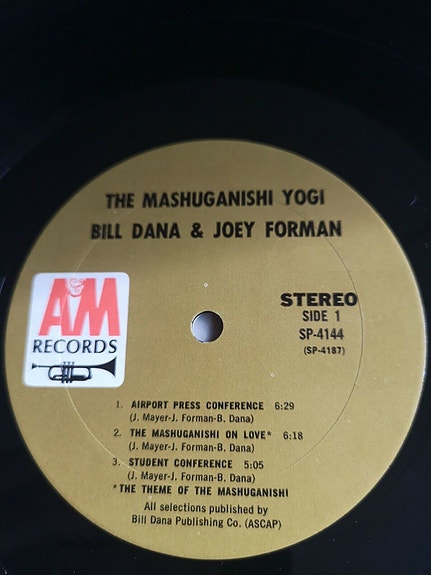 THE MASHUGANISHI YOGI
BILL DANA & JOEY FORMAN
A&M
RECORDS
STEREO
SIDE 1
SP-4144
(SP-4187)
1. AIRPORT PRESS CONFERENCE 6:29
(J. Mayer-J. Forman-B. Dana)
2. THE MASHUGANISHI ON LOVE* 6:18
(J. Mayer-J. Forman-B. Dana)
3. STUDENT CONFERENCE 5:05
(J. Mayer-J. Forman-B. Dana)
*THE THEME OF THE MASHUGANISHI
All selections published by
Bill Dana Publishing Co. (ASCAP)